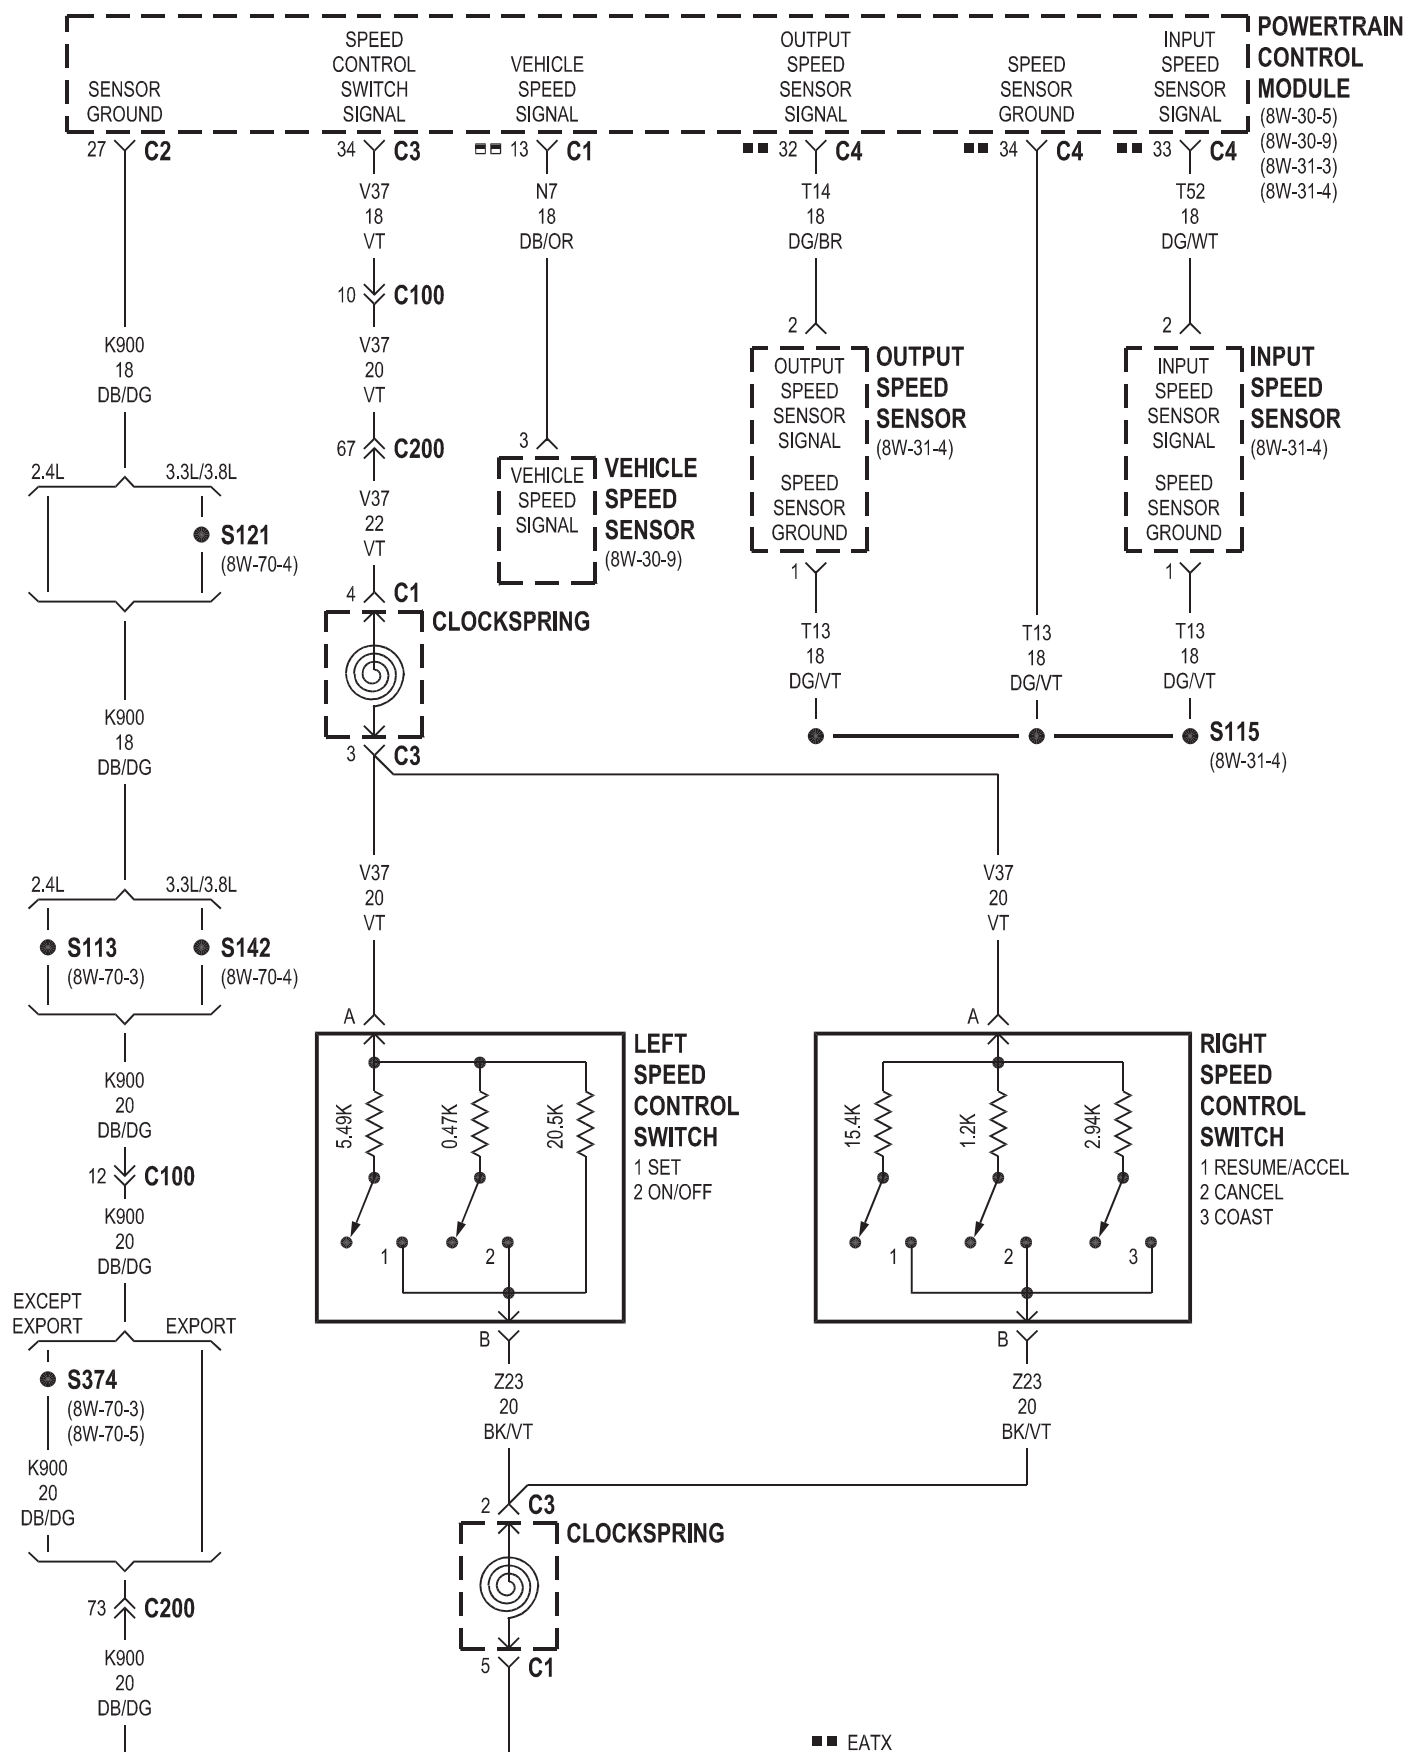 POWERTRAIN
CONTROL
MODULE
(8W-30-5)
(8W-30-9)
(8W-31-3)
(8W-31-4)
SENSOR
GROUND
SPEED
CONTROL
SWITCH
SIGNAL
VEHICLE
SPEED
SIGNAL
OUTPUT
SPEED
SENSOR
SIGNAL
SPEED
SENSOR
GROUND
INPUT
SPEED
SENSOR
SIGNAL
27 C2
34 C3
13 C1
32 C4
34 C4
33 C4
V37
18
VT
N7
18
DB/OR
T14
18
DG/BR
T52
18
DG/WT
10 C100
K900
18
DB/DG
V37
20
VT
2
2
OUTPUT
SPEED
SENSOR
SIGNAL
SPEED
SENSOR
GROUND
OUTPUT
SPEED
SENSOR
(8W-31-4)
INPUT
SPEED
SENSOR
SIGNAL
SPEED
SENSOR
GROUND
INPUT
SPEED
SENSOR
(8W-31-4)
67 C200
3
VEHICLE
SPEED
SIGNAL
VEHICLE
SPEED
SENSOR
(8W-30-9)
2.4L
3.3L/3.8L
S121
(8W-70-4)
V37
22
VT
4 C1
CLOCKSPRING
1
1
T13
18
DG/VT
T13
18
DG/VT
T13
18
DG/VT
S115
(8W-31-4)
K900
18
DB/DG
3 C3
2.4L
3.3L/3.8L
S113
(8W-70-3)
S142
(8W-70-4)
V37
20
VT
V37
20
VT
A
A
LEFT
SPEED
CONTROL
SWITCH
1 SET
2 ON/OFF
5.49K
0.47K
20.5K
1
2
RIGHT
SPEED
CONTROL
SWITCH
1 RESUME/ACCEL
2 CANCEL
3 COAST
15.4K
1.2K
2.94K
1
2
3
K900
20
DB/DG
12 C100
K900
20
DB/DG
EXCEPT
EXPORT
EXPORT
S374
(8W-70-3)
(8W-70-5)
K900
20
DB/DG
B
B
Z23
20
BK/VT
Z23
20
BK/VT
2 C3
CLOCKSPRING
73 C200
K900
20
DB/DG
5 C1
EATX